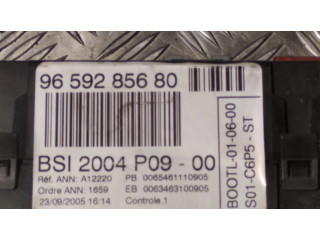 96 592 856 80
BSI 2004 P09 - 00
Réf. ANN: A12220 PB 0065461110905
Ordre ANN: 1659 EB 0063463100905
23/09/2005 16:14 Controle 1
BOOTL-01-06-00
S01-C6P5 - ST